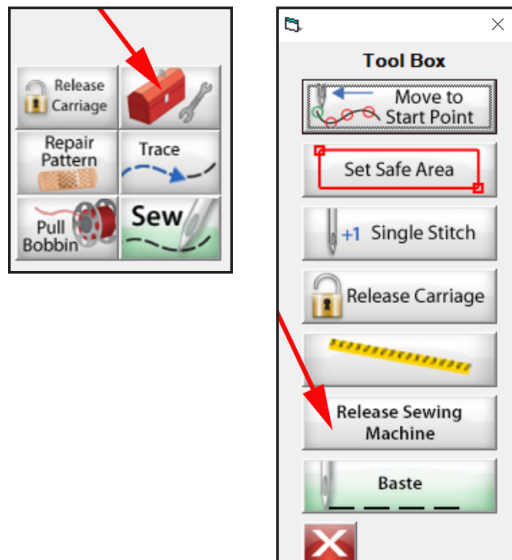 Release
Carriage
Repair
Pattern
Trace
Pull
Bobbin
Sew
Tool Box
Move to
Start Point
Set Safe Area
+1 Single Stitch
Release Carriage
Release Sewing
Machine
Baste